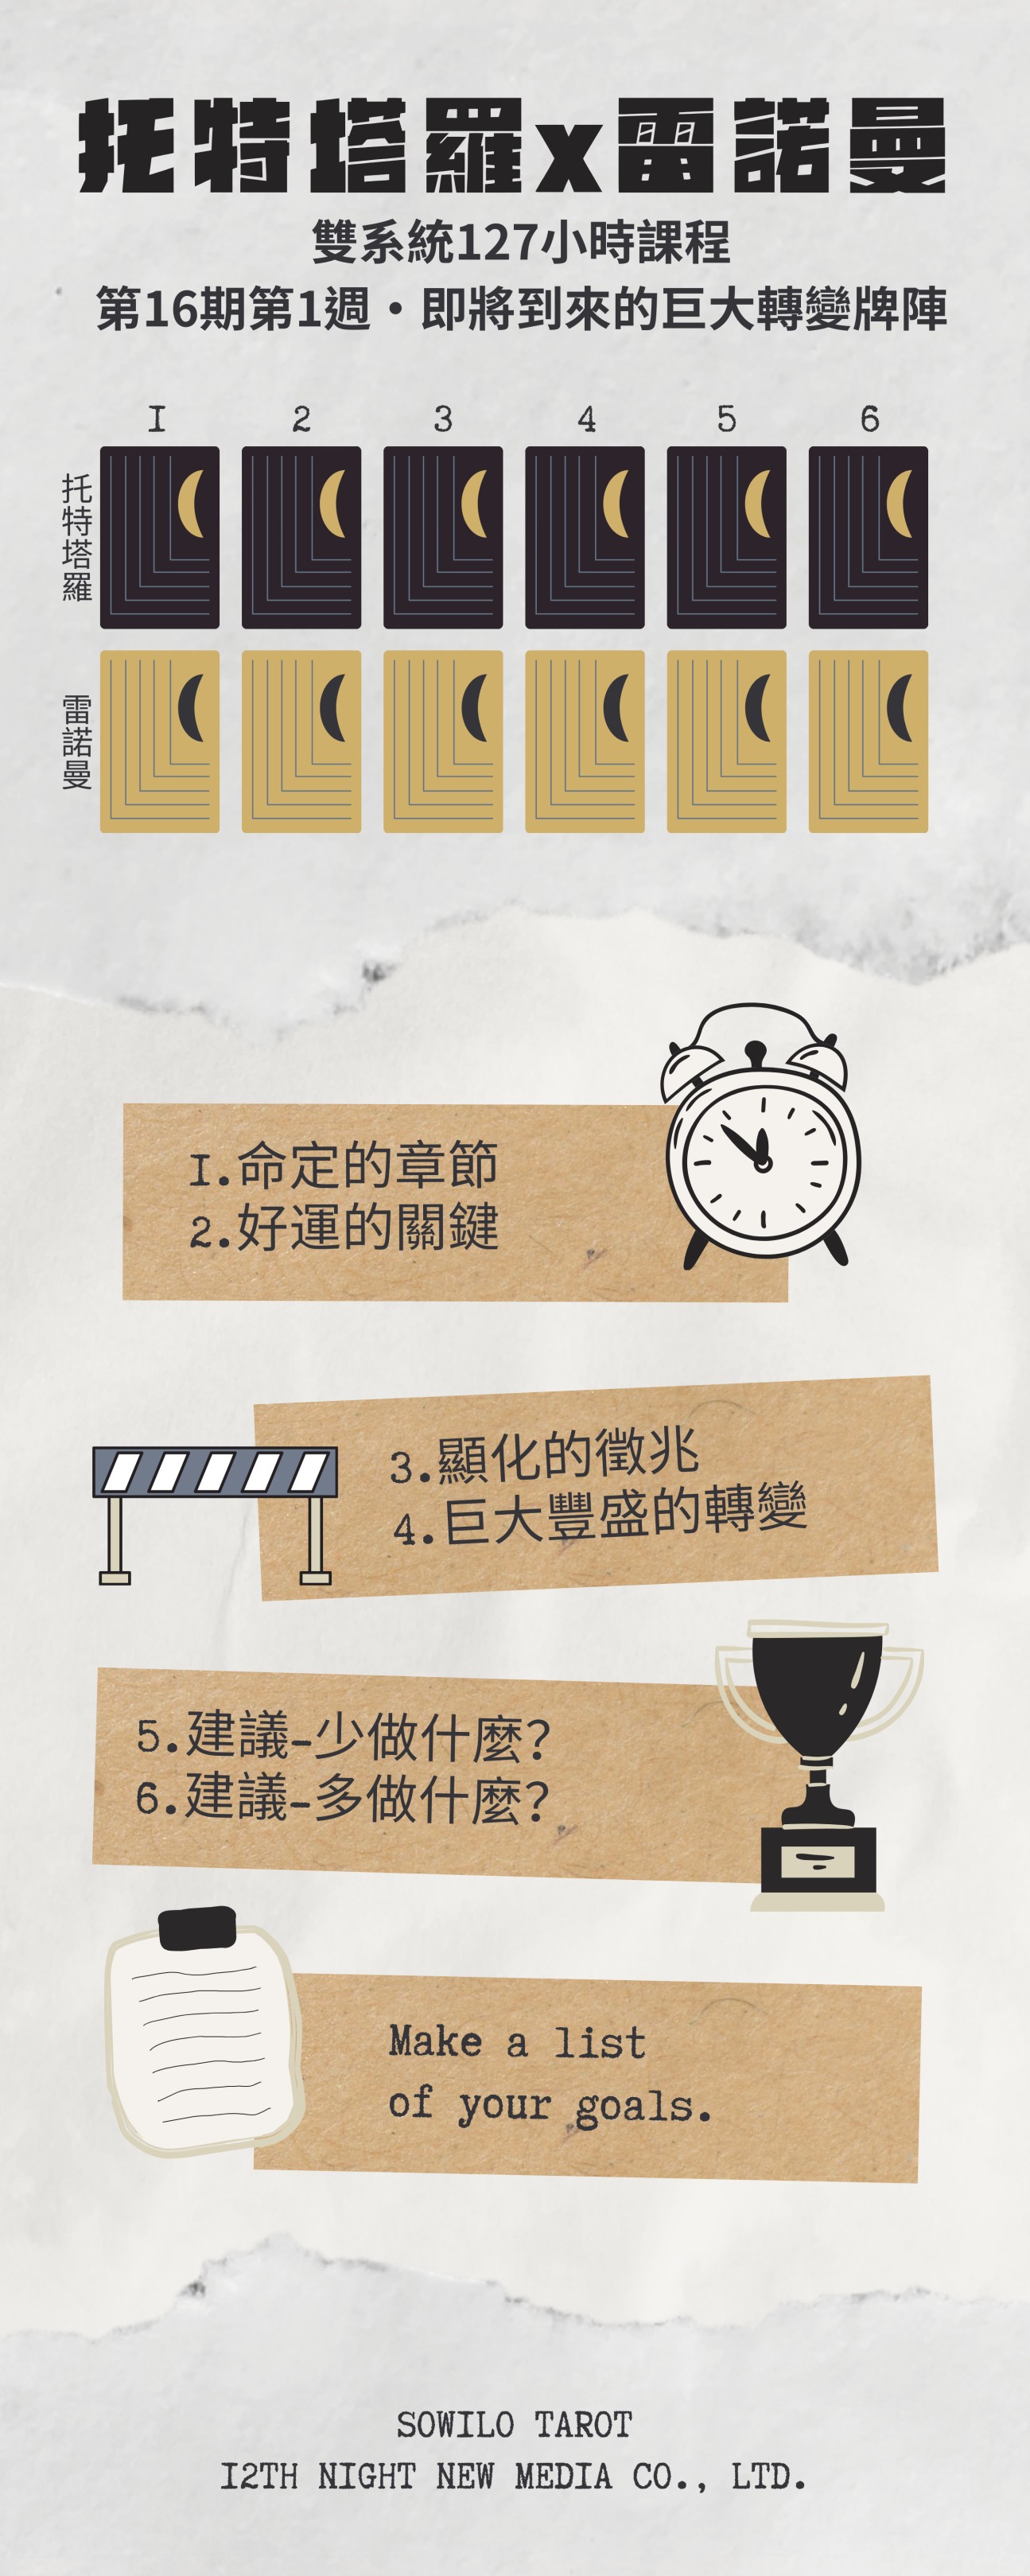 托特塔羅x雷諾曼
雙系統127小時課程
第16期第1週・即將到來的巨大轉變牌陣
1 2 3 4 5 6
托特塔羅
雷諾曼
1.命定的章節
2.好運的關鍵
3.顯化的徵兆
4.巨大豐盛的轉變
5.建議-少做什麼?
6.建議-多做什麼?
Make a list
of your goals.
SOWILO TAROT
12TH NIGHT NEW MEDIA CO., LTD.